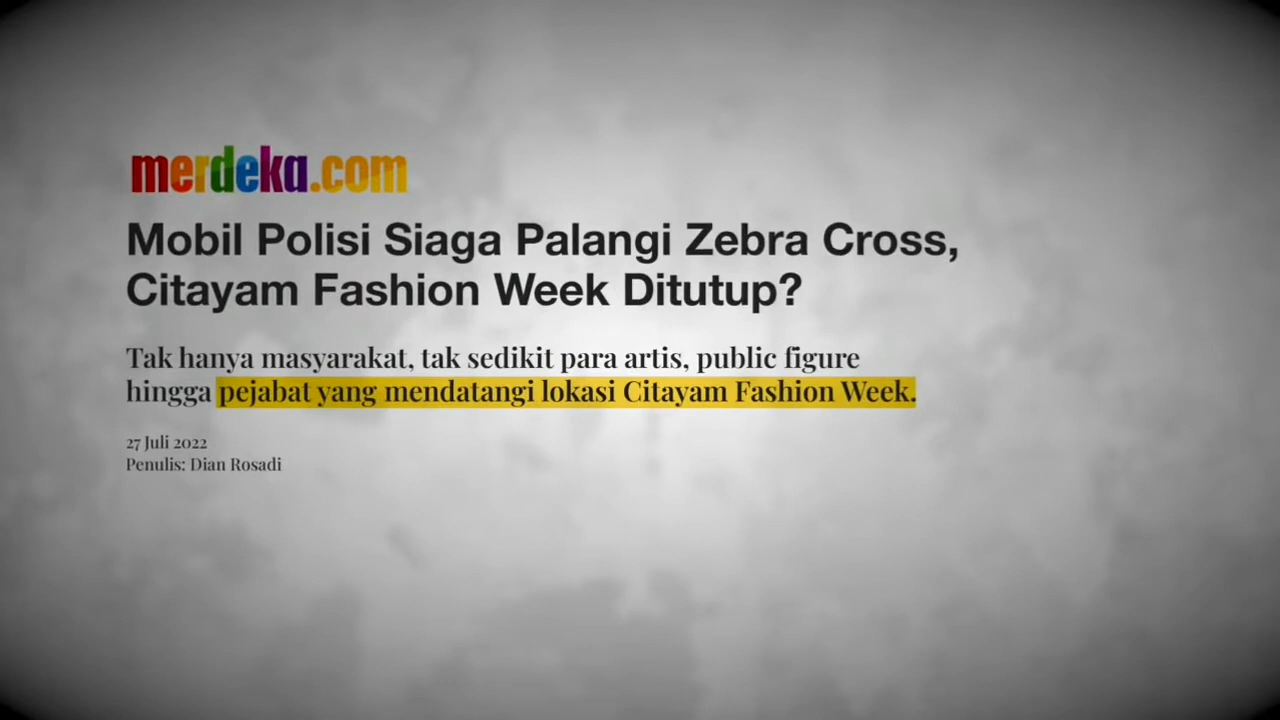 merdeka.com
Mobil Polisi Siaga Palangi Zebra Cross,
Citayam Fashion Week Ditutup?
Tak hanya masyarakat, tak sedikit para artis, public figure
hingga pejabat yang mendatangi lokasi Citayam Fashion Week.
27 Juli 2022
Penulis: Dian Rosadi